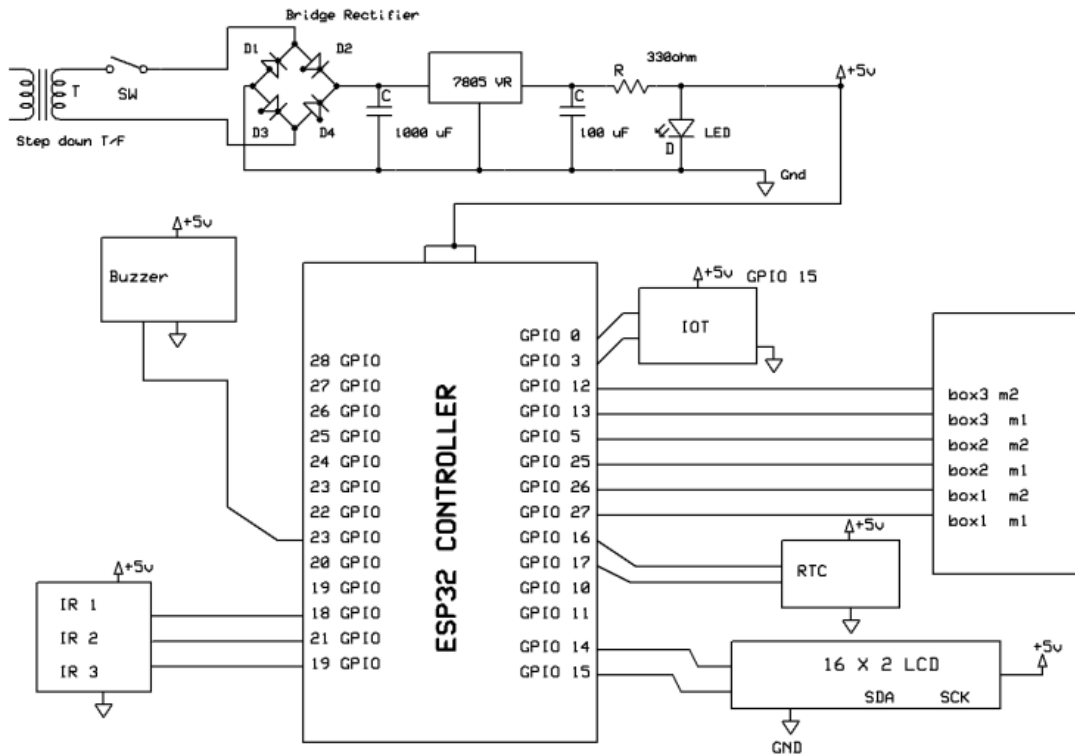 Bridge Rectifier
D1
D2
330ohm
R
+5v
T
SW
7805 VR
C
C
D3
D4
1000 uF
100 uF
LED
D
Step down T/F
Gnd
+5v
Buzzer
+5v
GPIO 15
IOT
ESP32 CONTROLLER
28 GPIO
27 GPIO
26 GPIO
25 GPIO
24 GPIO
23 GPIO
22 GPIO
23 GPIO
20 GPIO
19 GPIO
18 GPIO
21 GPIO
19 GPIO
GPIO 0
GPIO 3
GPIO 12
GPIO 13
GPIO 5
GPIO 25
GPIO 26
GPIO 27
GPIO 16
GPIO 17
GPIO 10
GPIO 11
GPIO 14
GPIO 15
box3 m2
box3 m1
box2 m2
box2 m1
box1 m2
box1 m1
+5v
RTC
+5v
IR 1
IR 2
IR 3
16 X 2 LCD
SDA SCK
+5v
GND